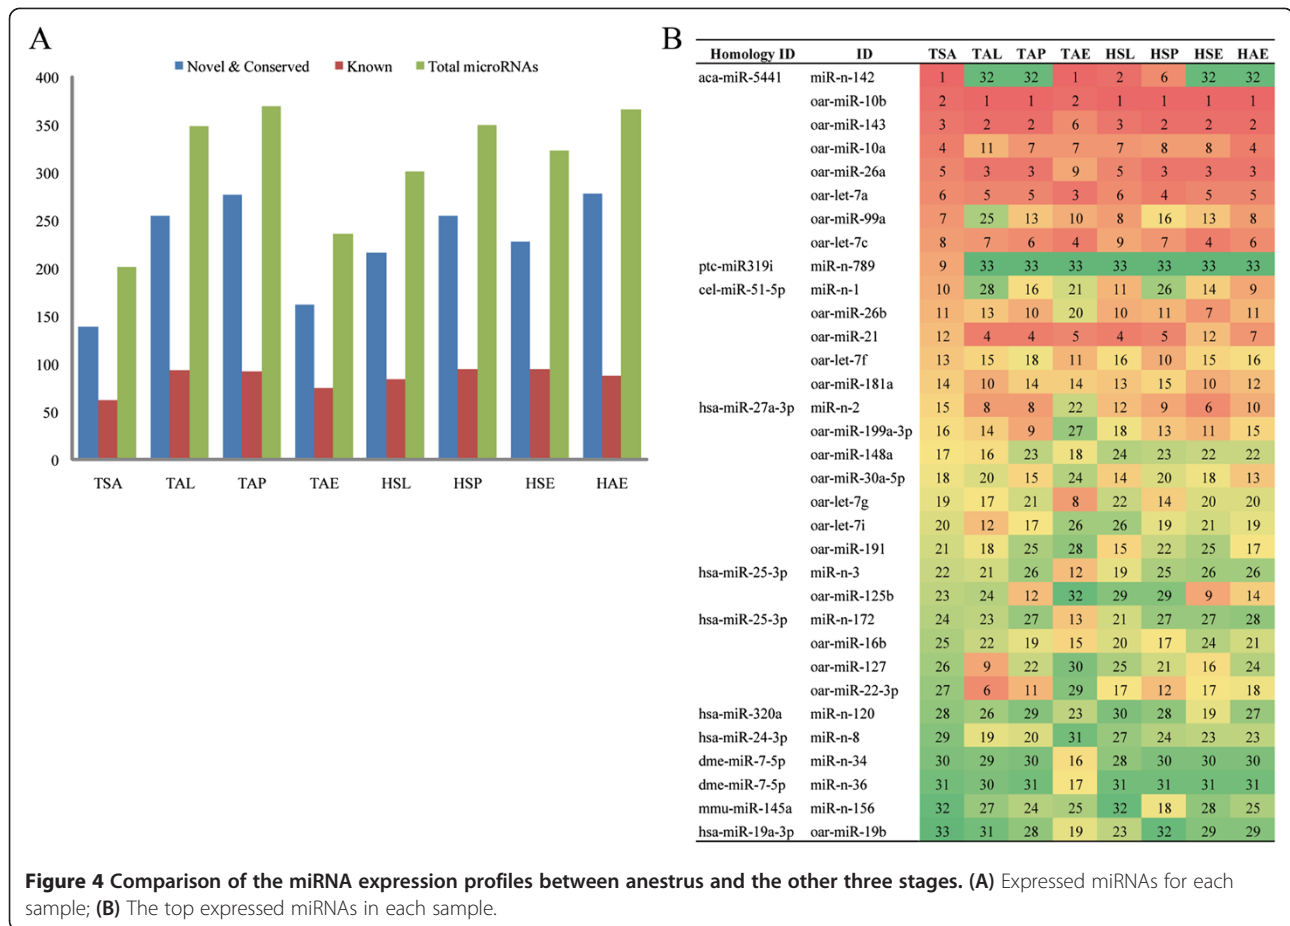 A
Novel & Conserved Known Total microRNAs
400
350
300
250
200
150
100
50
0
TSA TAL TAP TAE HSL HSP HSE HAE
B
Homology ID ID TSA TAL TAP TAE HSL HSP HSE HAE
aca-miR-5441 miR-n-142 1 32 32 1 2 6 32 32
oar-miR-10b 2 1 1 2 1 1 1 1
oar-miR-143 3 2 2 6 3 2 2 2
oar-miR-10a 4 11 7 7 7 8 8 4
oar-miR-26a 5 3 3 9 5 3 3 3
oar-let-7a 6 5 5 3 6 4 5 5
oar-miR-99a 7 25 13 10 8 16 13 8
oar-let-7c 8 7 6 4 9 7 4 6
ptc-miR319i miR-n-789 9 33 33 33 33 33 33 33
cel-miR-51-5p miR-n-1 10 28 16 21 11 26 14 9
oar-miR-26b 11 13 10 20 10 11 7 11
oar-miR-21 12 4 4 5 4 5 12 7
oar-let-7f 13 15 18 11 16 10 15 16
oar-miR-181a 14 10 14 14 13 15 10 12
hsa-miR-27a-3p miR-n-2 15 8 8 22 12 9 6 10
oar-miR-199a-3p 16 14 9 27 18 13 11 15
oar-miR-148a 17 16 23 18 24 23 22 22
oar-miR-30a-5p 18 20 15 24 14 20 18 13
oar-let-7g 19 17 21 8 22 14 20 20
oar-let-7i 20 12 17 26 26 19 21 19
oar-miR-191 21 18 25 28 15 22 25 17
hsa-miR-25-3p miR-n-3 22 21 26 12 19 25 26 26
oar-miR-125b 23 24 12 32 29 29 9 14
hsa-miR-25-3p miR-n-172 24 23 27 13 21 27 27 28
oar-miR-16b 25 22 19 15 20 17 24 21
oar-miR-127 26 9 22 30 25 21 16 24
oar-miR-22-3p 27 6 11 29 17 12 17 18
hsa-miR-320a miR-n-120 28 26 29 23 30 28 19 27
hsa-miR-24-3p miR-n-8 29 19 20 31 27 24 23 23
dme-miR-7-5p miR-n-34 30 29 30 16 28 30 30 30
dme-miR-7-5p miR-n-36 31 30 31 17 31 31 31 31
mmu-miR-145a miR-n-156 32 27 24 25 32 18 28 25
hsa-miR-19a-3p oar-miR-19b 33 31 28 19 23 32 29 29
Figure 4 Comparison of the miRNA expression profiles between anestrus and the other three stages. (A) Expressed miRNAs for each
sample; (B) The top expressed miRNAs in each sample.